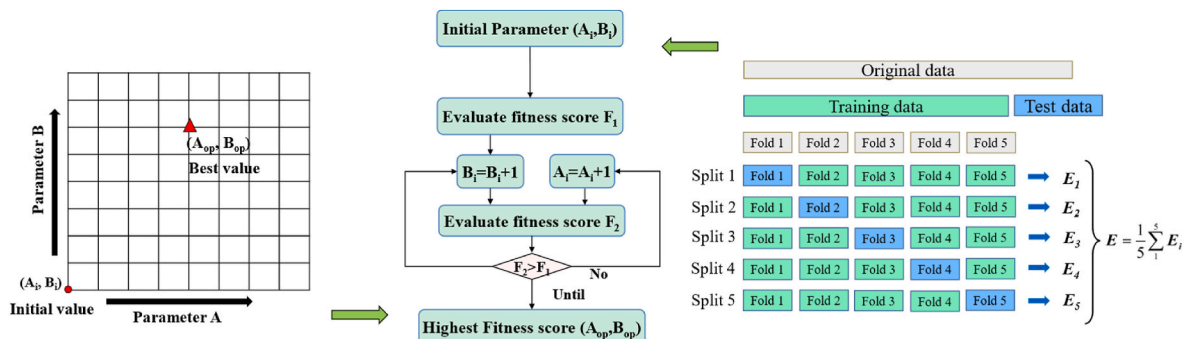 Parameter B
(Aop, Bop)
Best value
(Ai, Bi)
Initial value
Parameter A
Initial Parameter (Ai,Bi)
Evaluate fitness score F1
Bi=Bi+1
Ai=Ai+1
Evaluate fitness score F2
F2>F1
No
Until
Highest Fitness score (Aop,Bop)
Original data
Training data
Test data
Fold 1 Fold 2 Fold 3 Fold 4 Fold 5
Split 1 Fold 1 Fold 2 Fold 3 Fold 4 Fold 5 E1
Split 2 Fold 1 Fold 2 Fold 3 Fold 4 Fold 5 E2
Split 3 Fold 1 Fold 2 Fold 3 Fold 4 Fold 5 E3
Split 4 Fold 1 Fold 2 Fold 3 Fold 4 Fold 5 E4
Split 5 Fold 1 Fold 2 Fold 3 Fold 4 Fold 5 E5
E = 1/5 ∑ 5 1 Ei